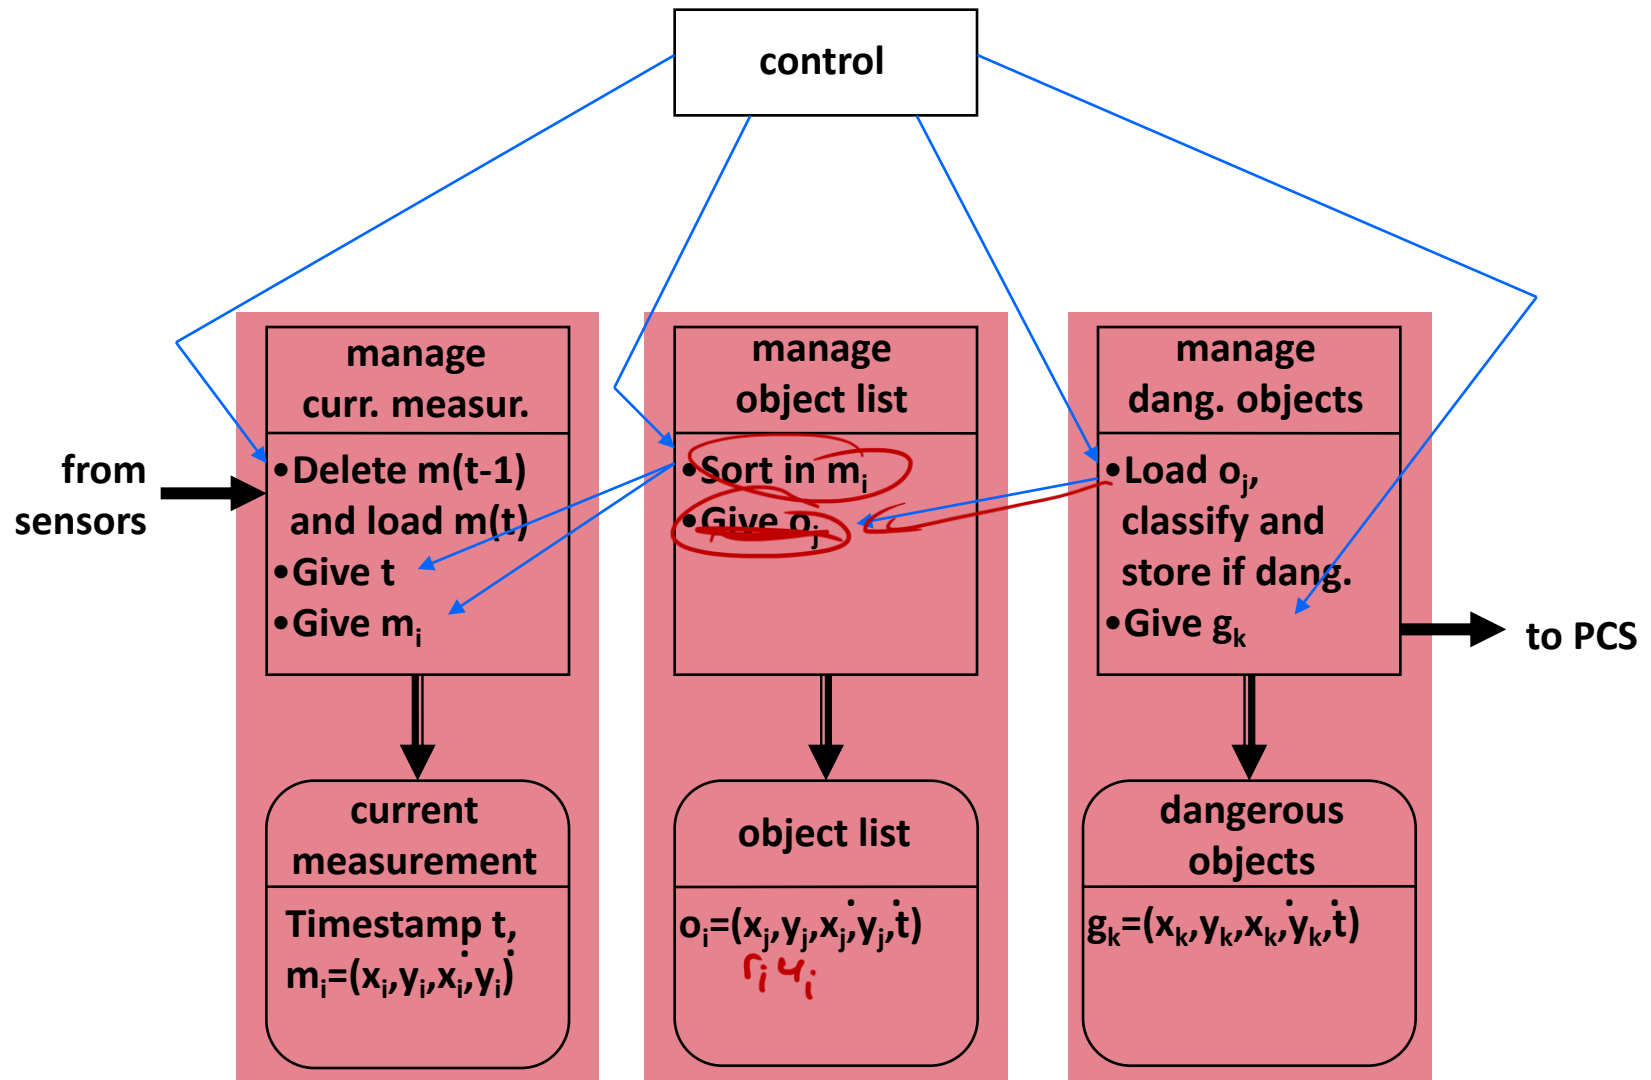 control
manage
curr. measur.
•Delete m(t-1)
and load m(t)
•Give t
•Give mᵢ
from
sensors
manage
object list
•Sort in mᵢ
•Give oⱼ
manage
dang. objects
•Load oⱼ,
classify and
store if dang.
•Give gₖ
to PCS
current
measurement
Timestamp t,
mᵢ=(xᵢ,yᵢ,ẋᵢ,ẏᵢ)
object list
oᵢ=(xⱼ,yⱼ,ẋⱼ,ẏⱼ,t)
rᵢ φᵢ
dangerous
objects
gₖ=(xₖ,yₖ,ẋₖ,ẏₖ,t)